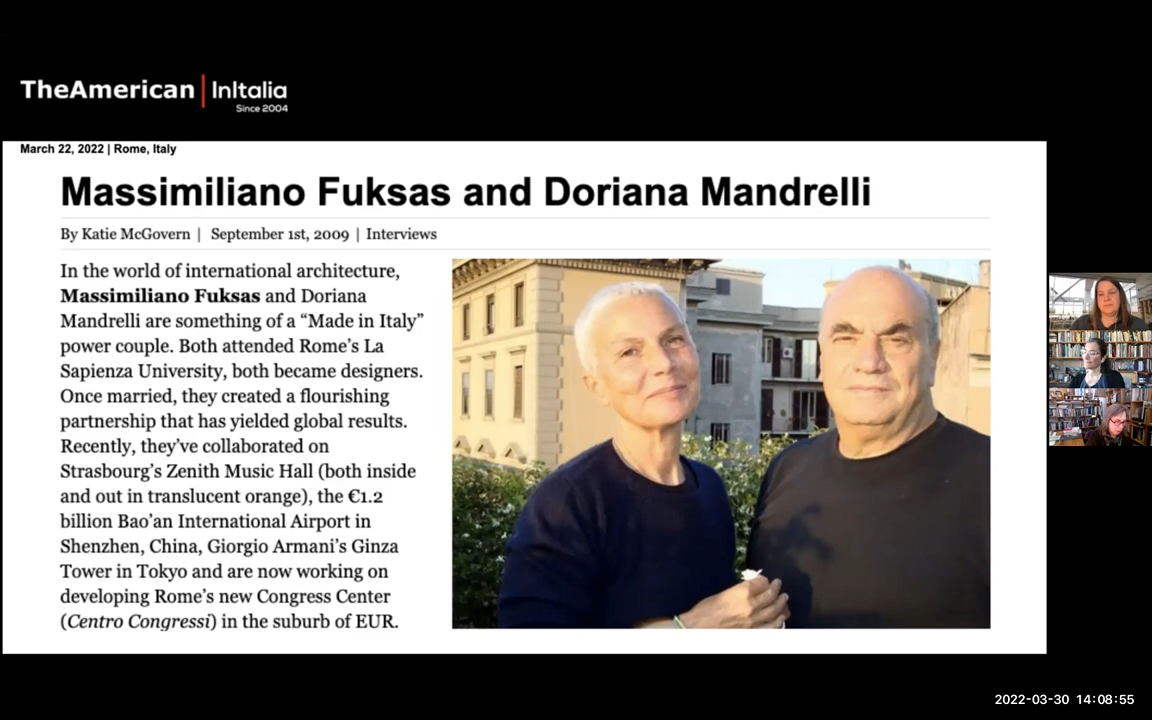 TheAmerican | InItalia
Since 2004
March 22, 2022 | Rome, Italy
Massimiliano Fuksas and Doriana Mandrelli
By Katie McGovern | September 1st, 2009 | Interviews
In the world of international architecture,
Massimiliano Fuksas and Doriana
Mandrelli are something of a “Made in Italy”
power couple. Both attended Rome’s La
Sapienza University, both became designers.
Once married, they created a flourishing
partnership that has yielded global results.
Recently, they’ve collaborated on
Strasbourg’s Zenith Music Hall (both inside
and out in translucent orange), the €1.2
billion Bao’an International Airport in
Shenzhen, China, Giorgio Armani’s Ginza
Tower in Tokyo and are now working on
developing Rome’s new Congress Center
(Centro Congressi) in the suburb of EUR.
2022-03-30 14:08:55